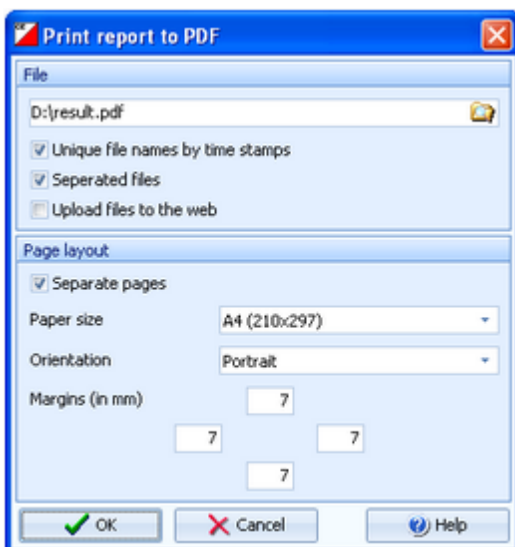 Print report to PDF
File
D:\result.pdf
Unique file names by time stamps
Seperated files
Upload files to the web
Page layout
Separate pages
Paper size A4 (210x297)
Orientation Portrait
Margins (in mm) 7
7 7
7
OK Cancel Help